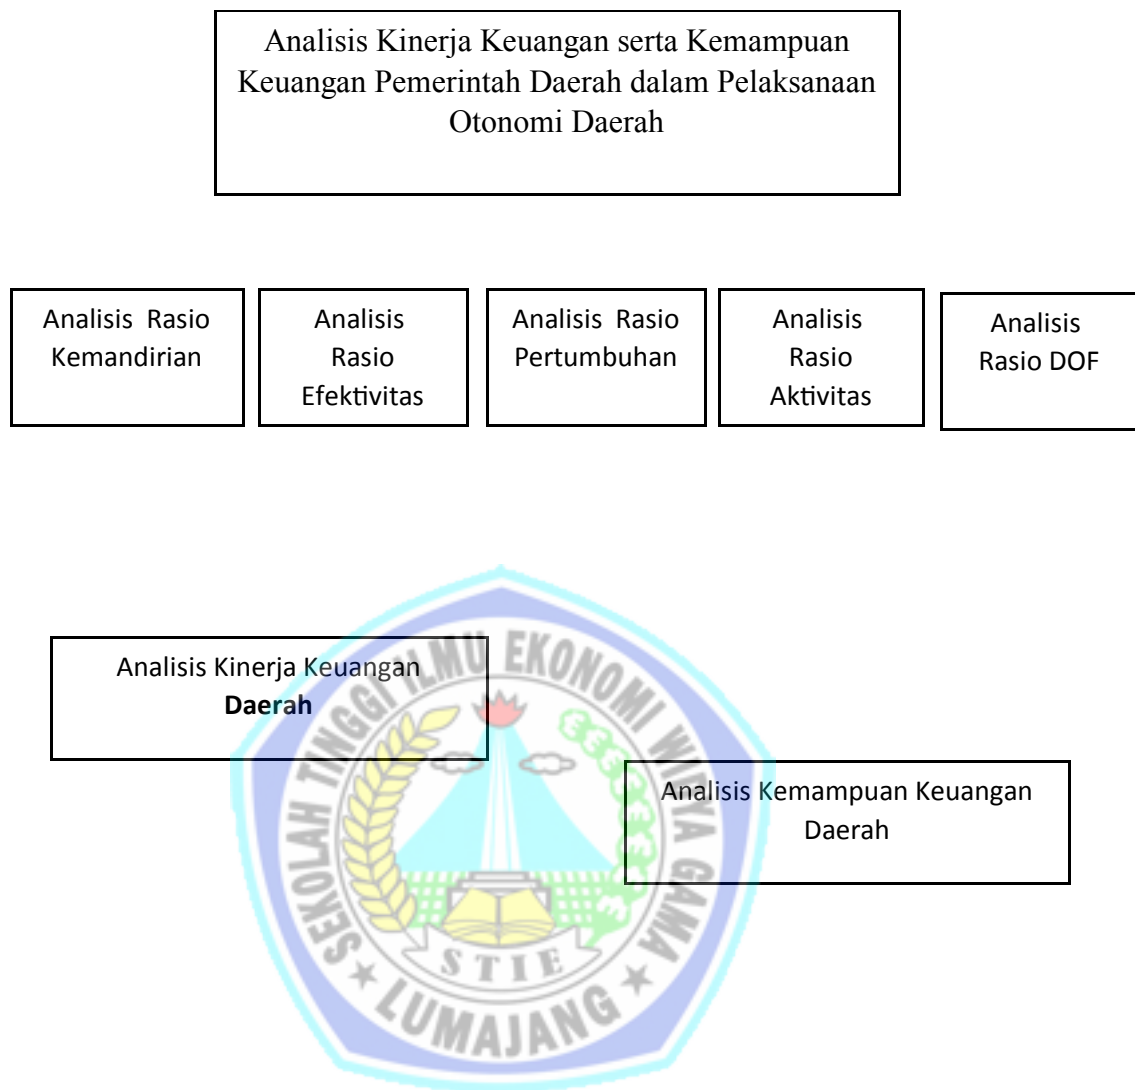 Analisis Kinerja Keuangan serta Kemampuan
Keuangan Pemerintah Daerah dalam Pelaksanaan
Otonomi Daerah
Analisis Rasio
Kemandirian
Analisis
Rasio
Efektivitas
Analisis Rasio
Pertumbuhan
Analisis
Rasio
Aktivitas
Analisis
Rasio DOF
Analisis Kinerja Keuangan
Daerah
Analisis Kemampuan Keuangan
Daerah
SEKOLAH TINGGI ILMU EKONOMI WIDYA GAMA
STIE
LUMAJANG